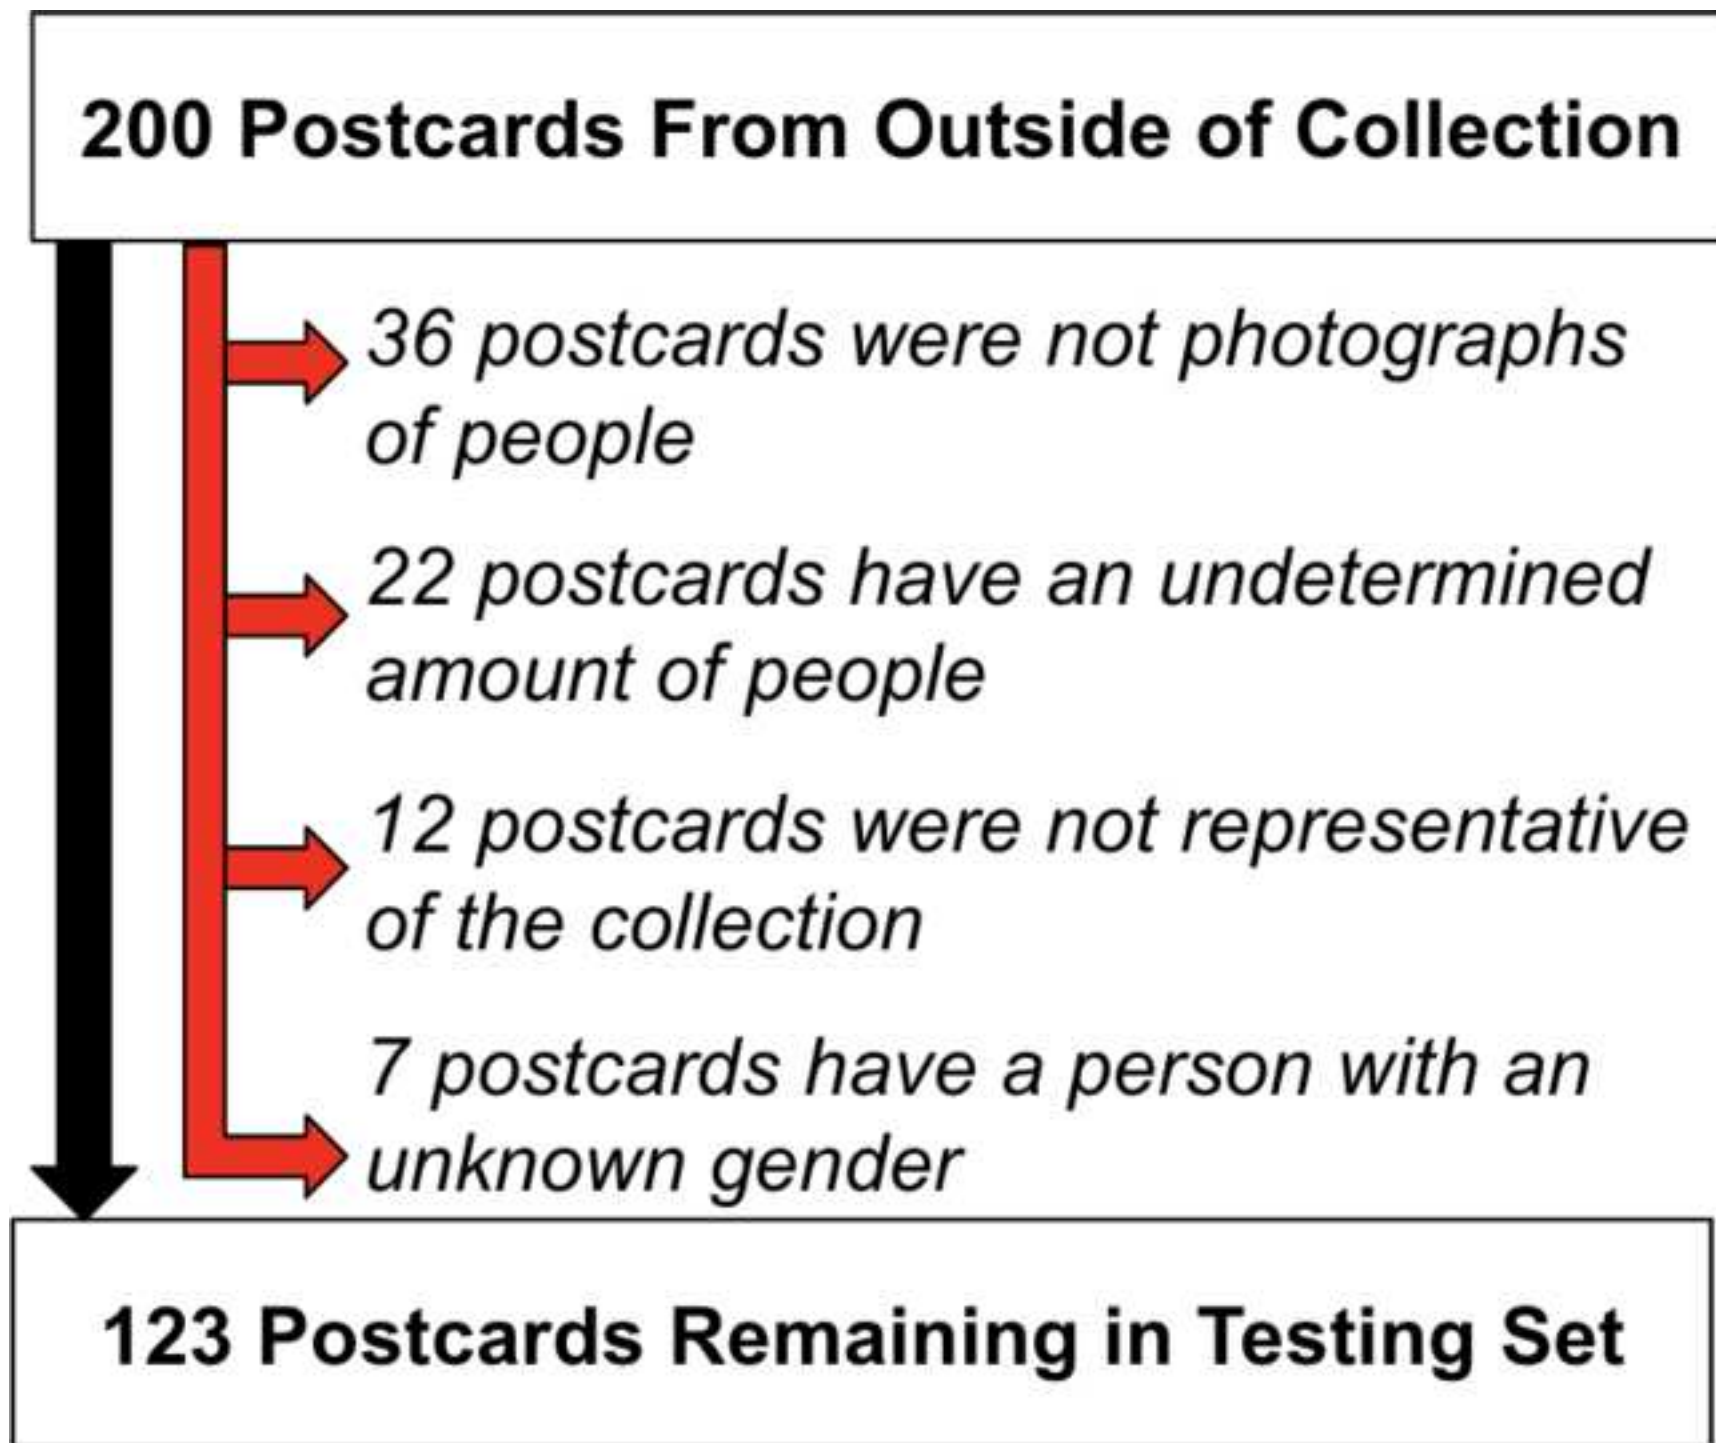 200 Postcards From Outside of Collection
36 postcards were not photographs
of people
22 postcards have an undetermined
amount of people
12 postcards were not representative
of the collection
7 postcards have a person with an
unknown gender
123 Postcards Remaining in Testing Set